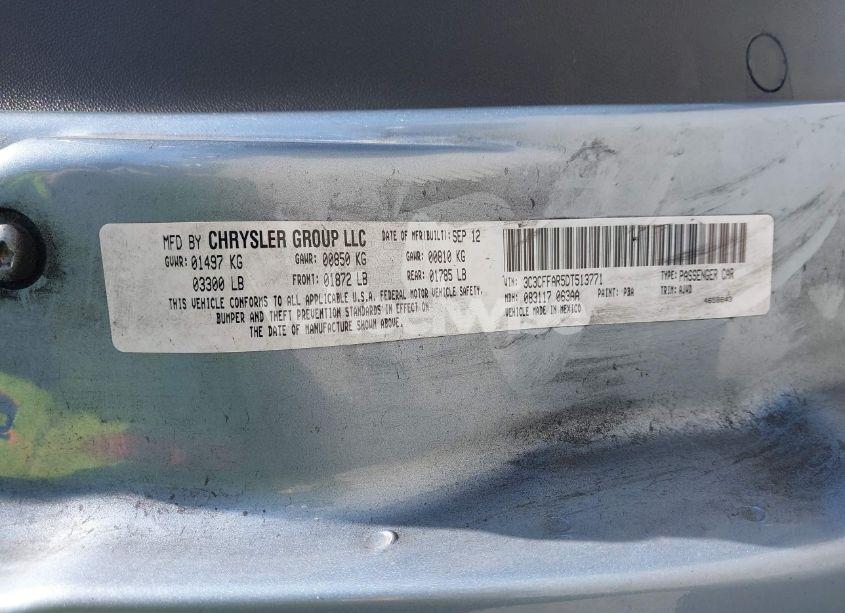 MFD BY CHRYSLER GROUP LLC DATE OF MFR(BUILT): SEP 12
GVWR: 01497 KG GAWR: 00850 KG GAWR: 00810 KG
03300 LB FRONT: 01872 LB REAR: 01785 LB
THIS VEHICLE CONFORMS TO ALL APPLICABLE U.S.A. FEDERAL MOTOR VEHICLE SAFETY,
BUMPER AND THEFT PREVENTION STANDARDS IN EFFECT ON
THE DATE OF MANUFACTURE SHOWN ABOVE.
VIN: 3C3CFFAR5DT513771 TYPE: PASSENGER CAR
MDH: 083117 063AA PAINT: PBA TRIM: AJWD
VEHICLE MADE IN MEXICO 4658643